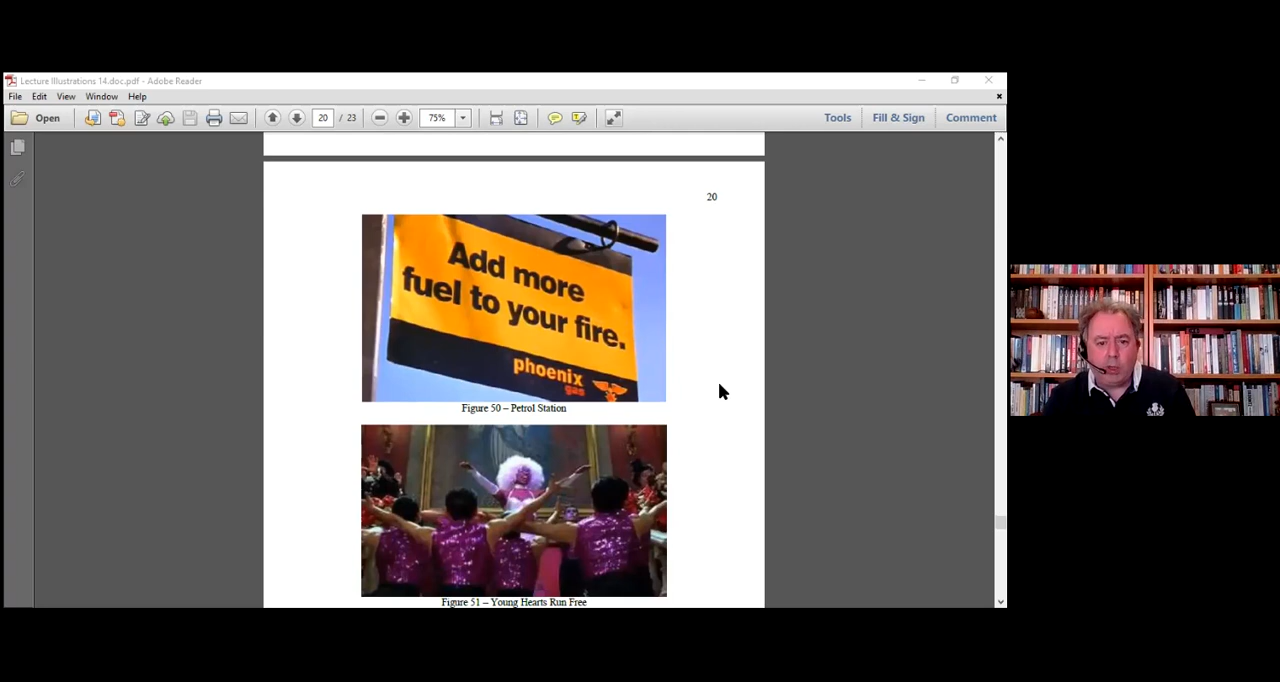 Lecture Illustrations 14.doc.pdf - Adobe Reader
File Edit View Window Help
Open 20 / 23 75% Tools Fill & Sign Comment
20
Add more
fuel to your fire.
phoenix
gas
Figure 50 – Petrol Station
Figure 51 – Young Hearts Run Free